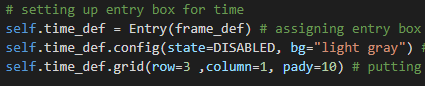 # setting up entry box for time
self.time_def = Entry(frame_def) # assigning entry box
self.time_def.config(state=DISABLED, bg="light gray") #
self.time_def.grid(row=3 ,column=1, pady=10) # putting